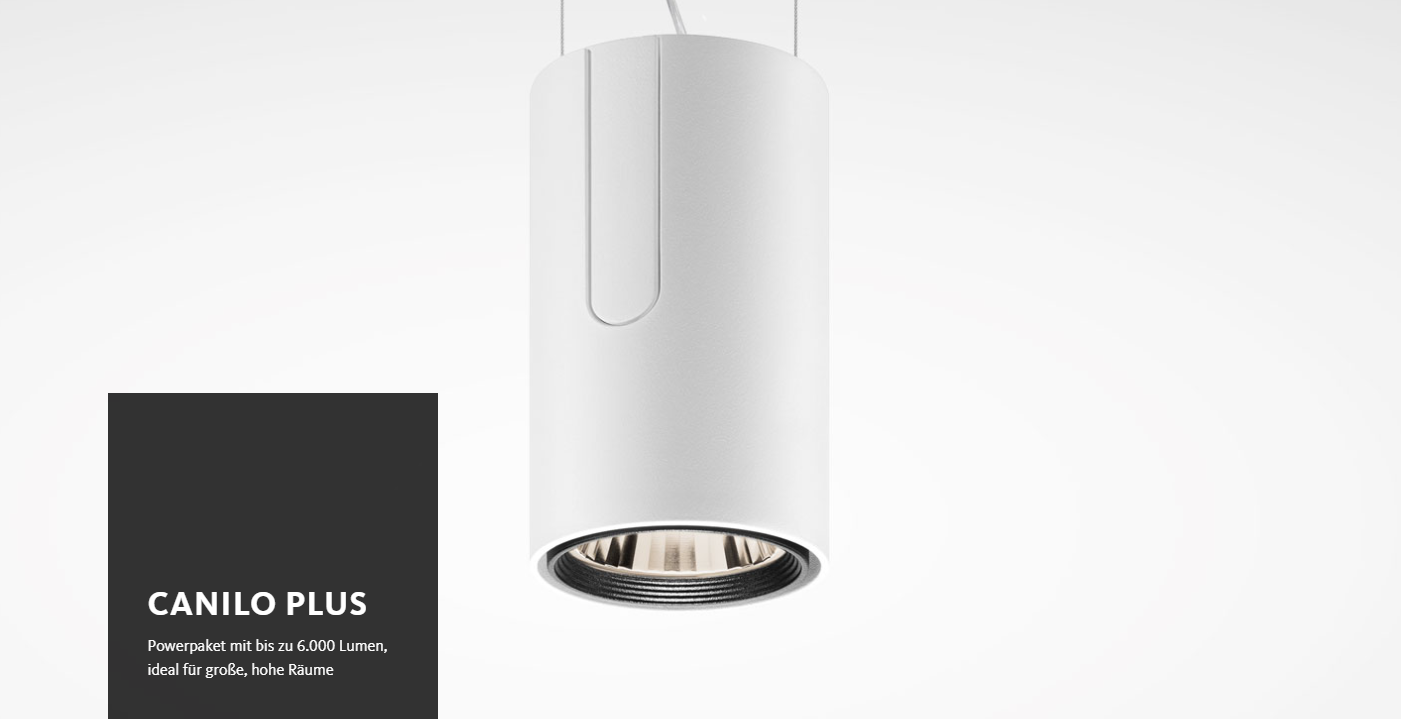 CANILO PLUS
Powerpaket mit bis zu 6.000 Lumen,
ideal für große, hohe Räume